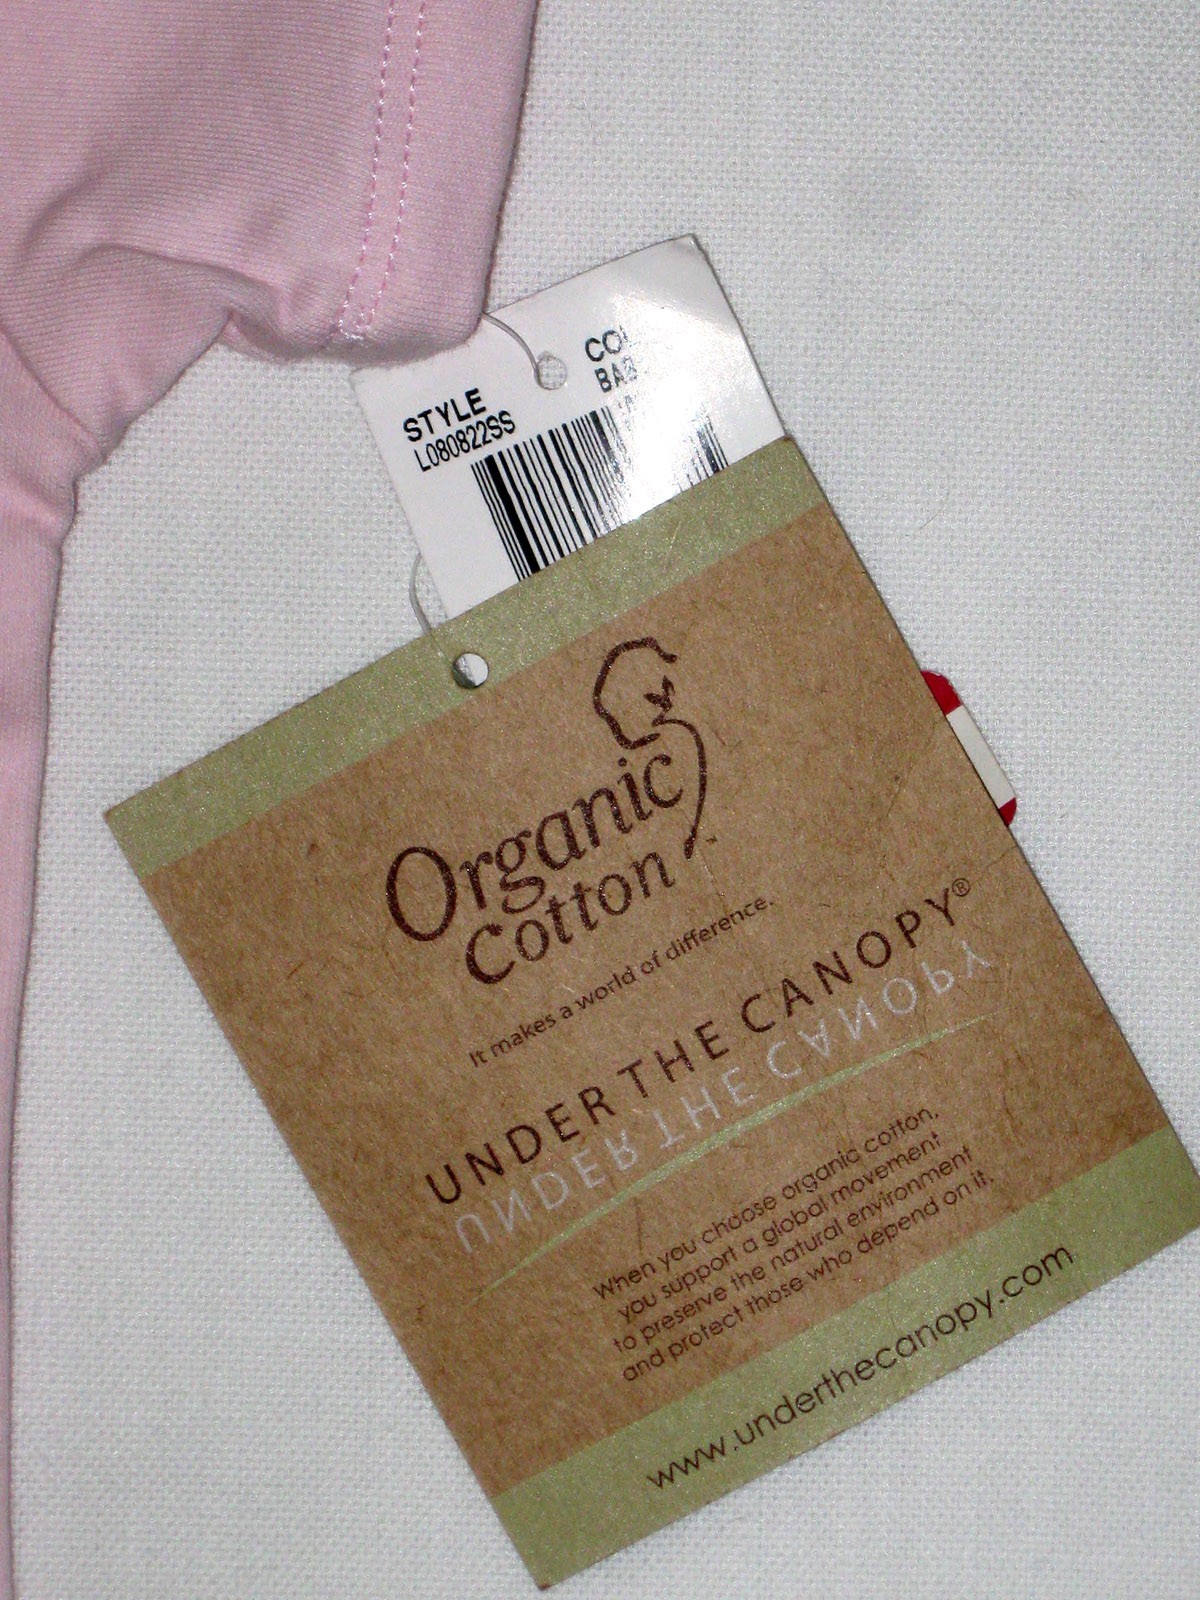 STYLE
L080822SS
Organic
Cotton
It makes a world of difference.
UNDER THE CANOPY®
UNDER THE CANOPY
When you choose organic cotton,
you support a global movement
to preserve the natural environment
and protect those who depend on it.
www.underthecanopy.com